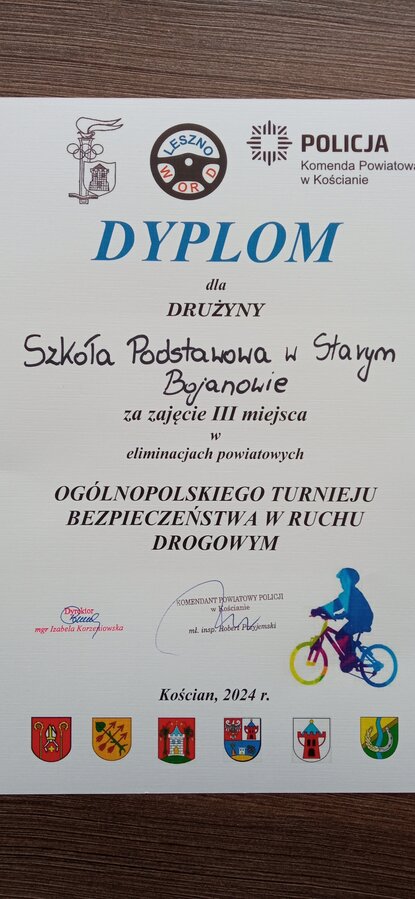 LESZNO
WORD
POLICJA
Komenda Powiatowa
w Kościanie
DYPLOM
dla
DRUŻYNY
Szkoła Podstawowa w Starym
Bojanowie
za zajęcie III miejsca
w
eliminacjach powiatowych
OGÓLNOPOLSKIEGO TURNIEJU
BEZPIECZEŃSTWA W RUCHU
DROGOWYM
Dyrektor
mgr Izabela Korzeniowska
KOMENDANT POWIATOWY POLICJI
w Kościanie
mł. insp. Robert Przyjemski
Kościan, 2024 r.